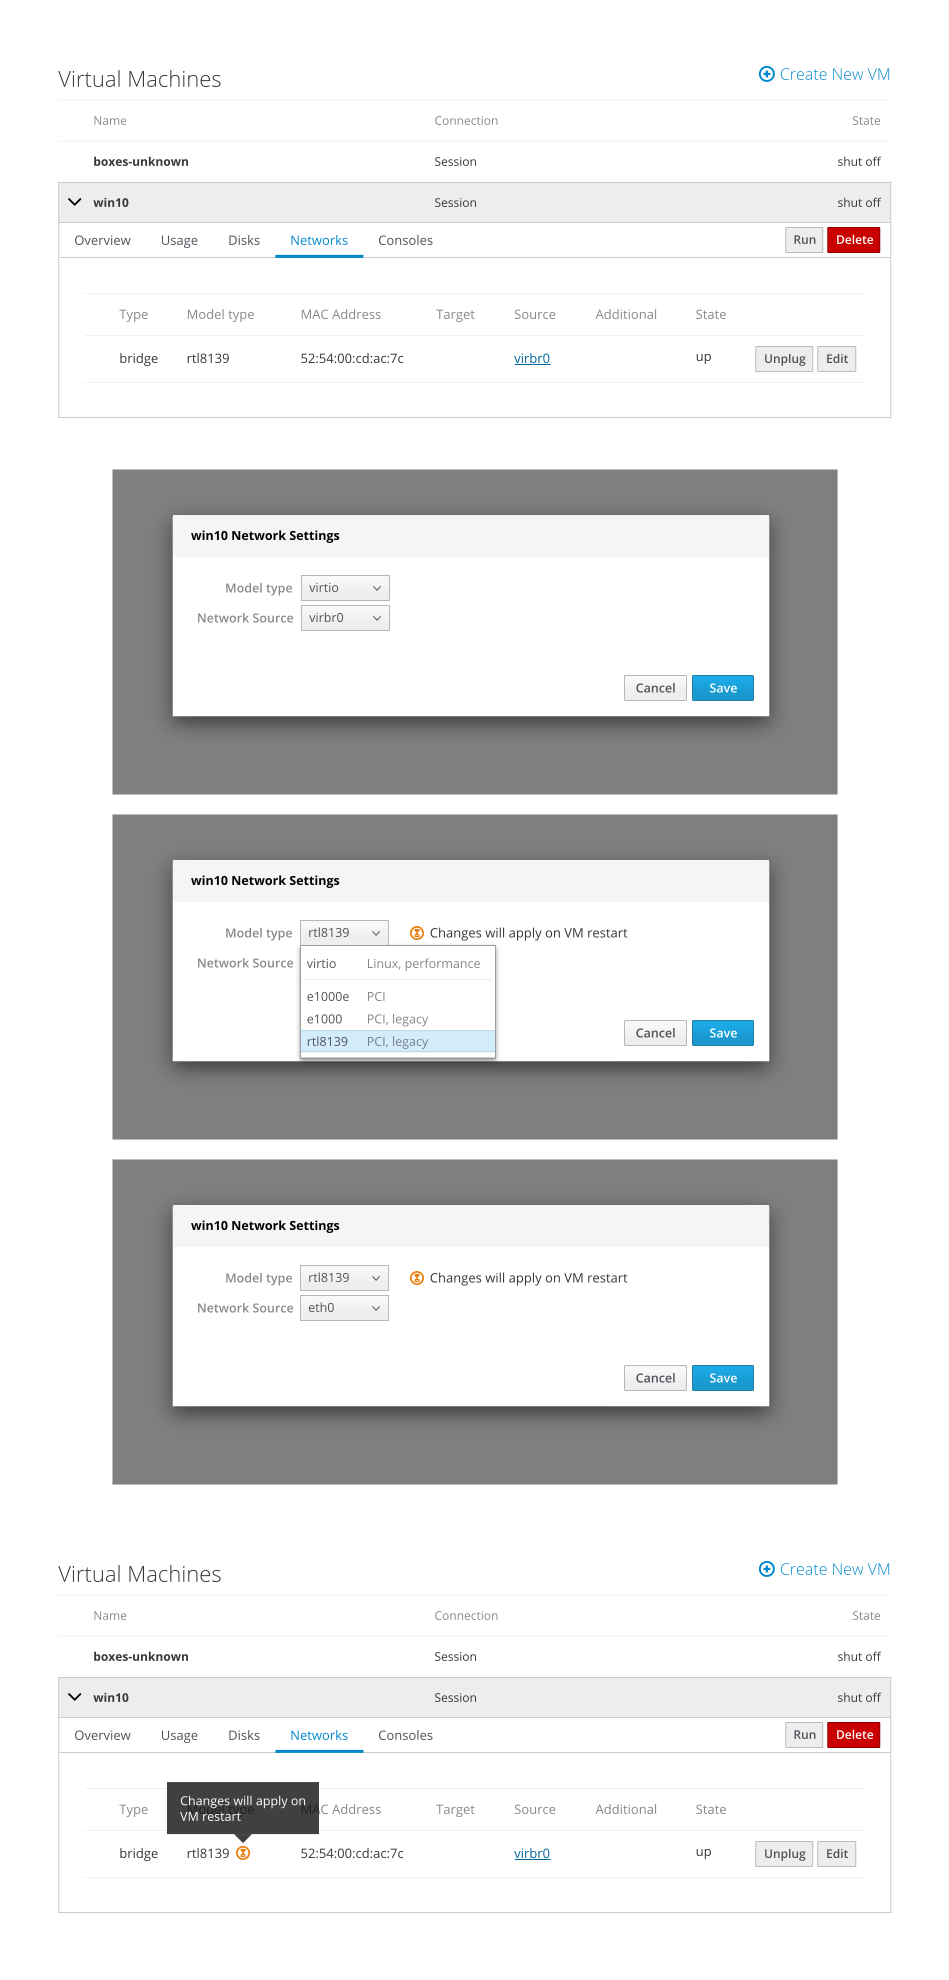 Virtual Machines
Create New VM
Name Connection State
boxes-unknown Session shut off
win10 Session shut off
Overview Usage Disks Networks Consoles Run Delete
Type Model type MAC Address Target Source Additional State
bridge rtl8139 52:54:00:cd:ac:7c virbr0 up Unplug Edit
win10 Network Settings
Model type virtio
Network Source virbr0
Cancel Save
win10 Network Settings
Model type rtl8139 Changes will apply on VM restart
Network Source
virtio Linux, performance
e1000e PCI
e1000 PCI, legacy
rtl8139 PCI, legacy
Cancel Save
win10 Network Settings
Model type rtl8139 Changes will apply on VM restart
Network Source eth0
Cancel Save
Virtual Machines
Create New VM
Name Connection State
boxes-unknown Session shut off
win10 Session shut off
Overview Usage Disks Networks Consoles Run Delete
Changes will apply on
VM restart
Type Model type MAC Address Target Source Additional State
bridge rtl8139 52:54:00:cd:ac:7c virbr0 up Unplug Edit